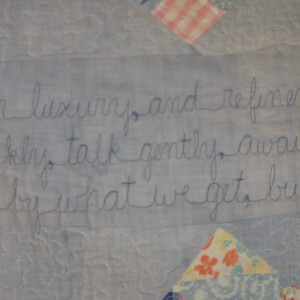 r luxury, and refine
kly, talk gently, awa
by what we get, bu